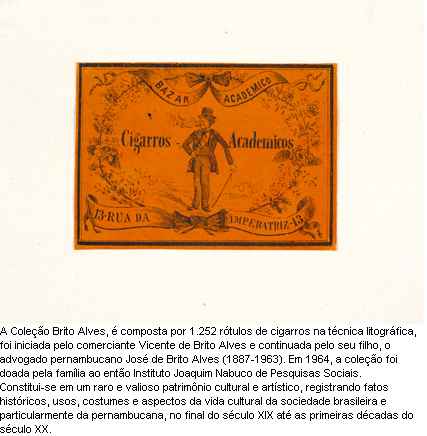 BAZAR ACADEMICO
Cigarros - Academicos
13-RUA DA IMPERATRIZ-13
A Coleção Brito Alves, é composta por 1.252 rótulos de cigarros na técnica litográfica,
foi iniciada pelo comerciante Vicente de Brito Alves e continuada pelo seu filho, o
advogado pernambucano José de Brito Alves (1887-1963). Em 1964, a coleção foi
doada pela família ao então Instituto Joaquim Nabuco de Pesquisas Sociais.
Constitui-se em um raro e valioso patrimônio cultural e artístico, registrando fatos
históricos, usos, costumes e aspectos da vida cultural da sociedade brasileira e
particularmente da pernambucana, no final do século XIX até as primeiras décadas do
século XX.